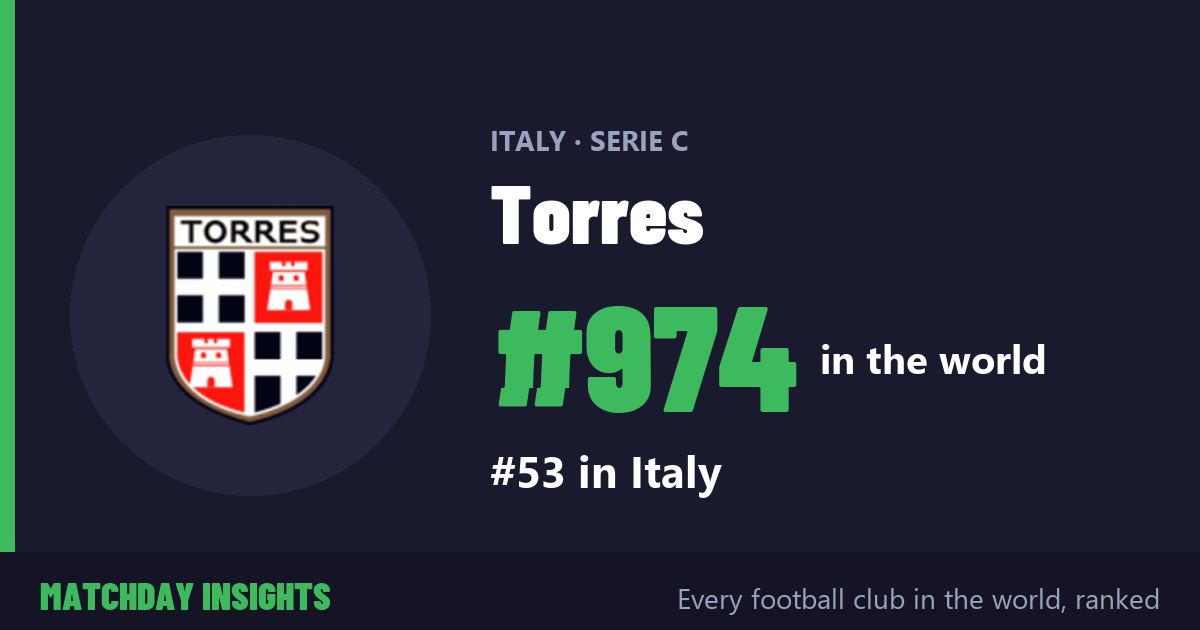 ITALY · SERIE C
Torres
TORRES
#974 in the world
#53 in Italy
MATCHDAY INSIGHTS
Every football club in the world, ranked